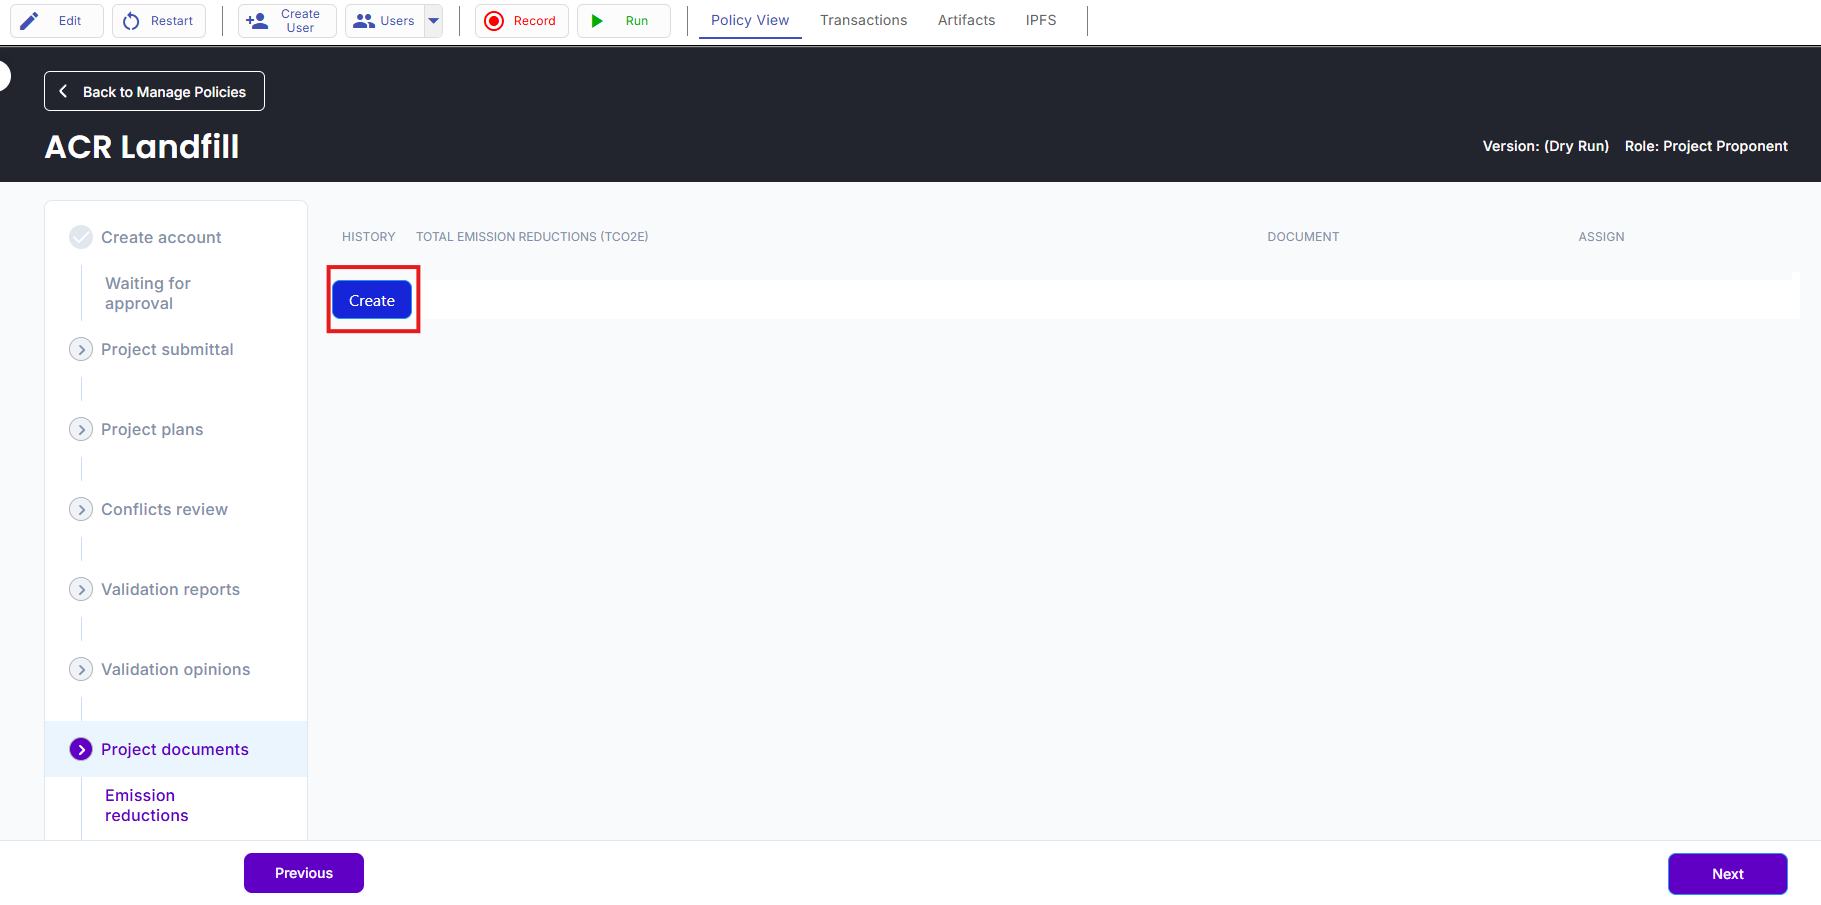 Edit
Restart
Create
User
Users
Record
Run
Policy View
Transactions
Artifacts
IPFS
Back to Manage Policies
ACR Landfill
Version: (Dry Run) Role: Project Proponent
Create account
Waiting for
approval
Project submittal
Project plans
Conflicts review
Validation reports
Validation opinions
Project documents
Emission
reductions
HISTORY TOTAL EMISSION REDUCTIONS (TCO2E) DOCUMENT ASSIGN
Create
Previous
Next